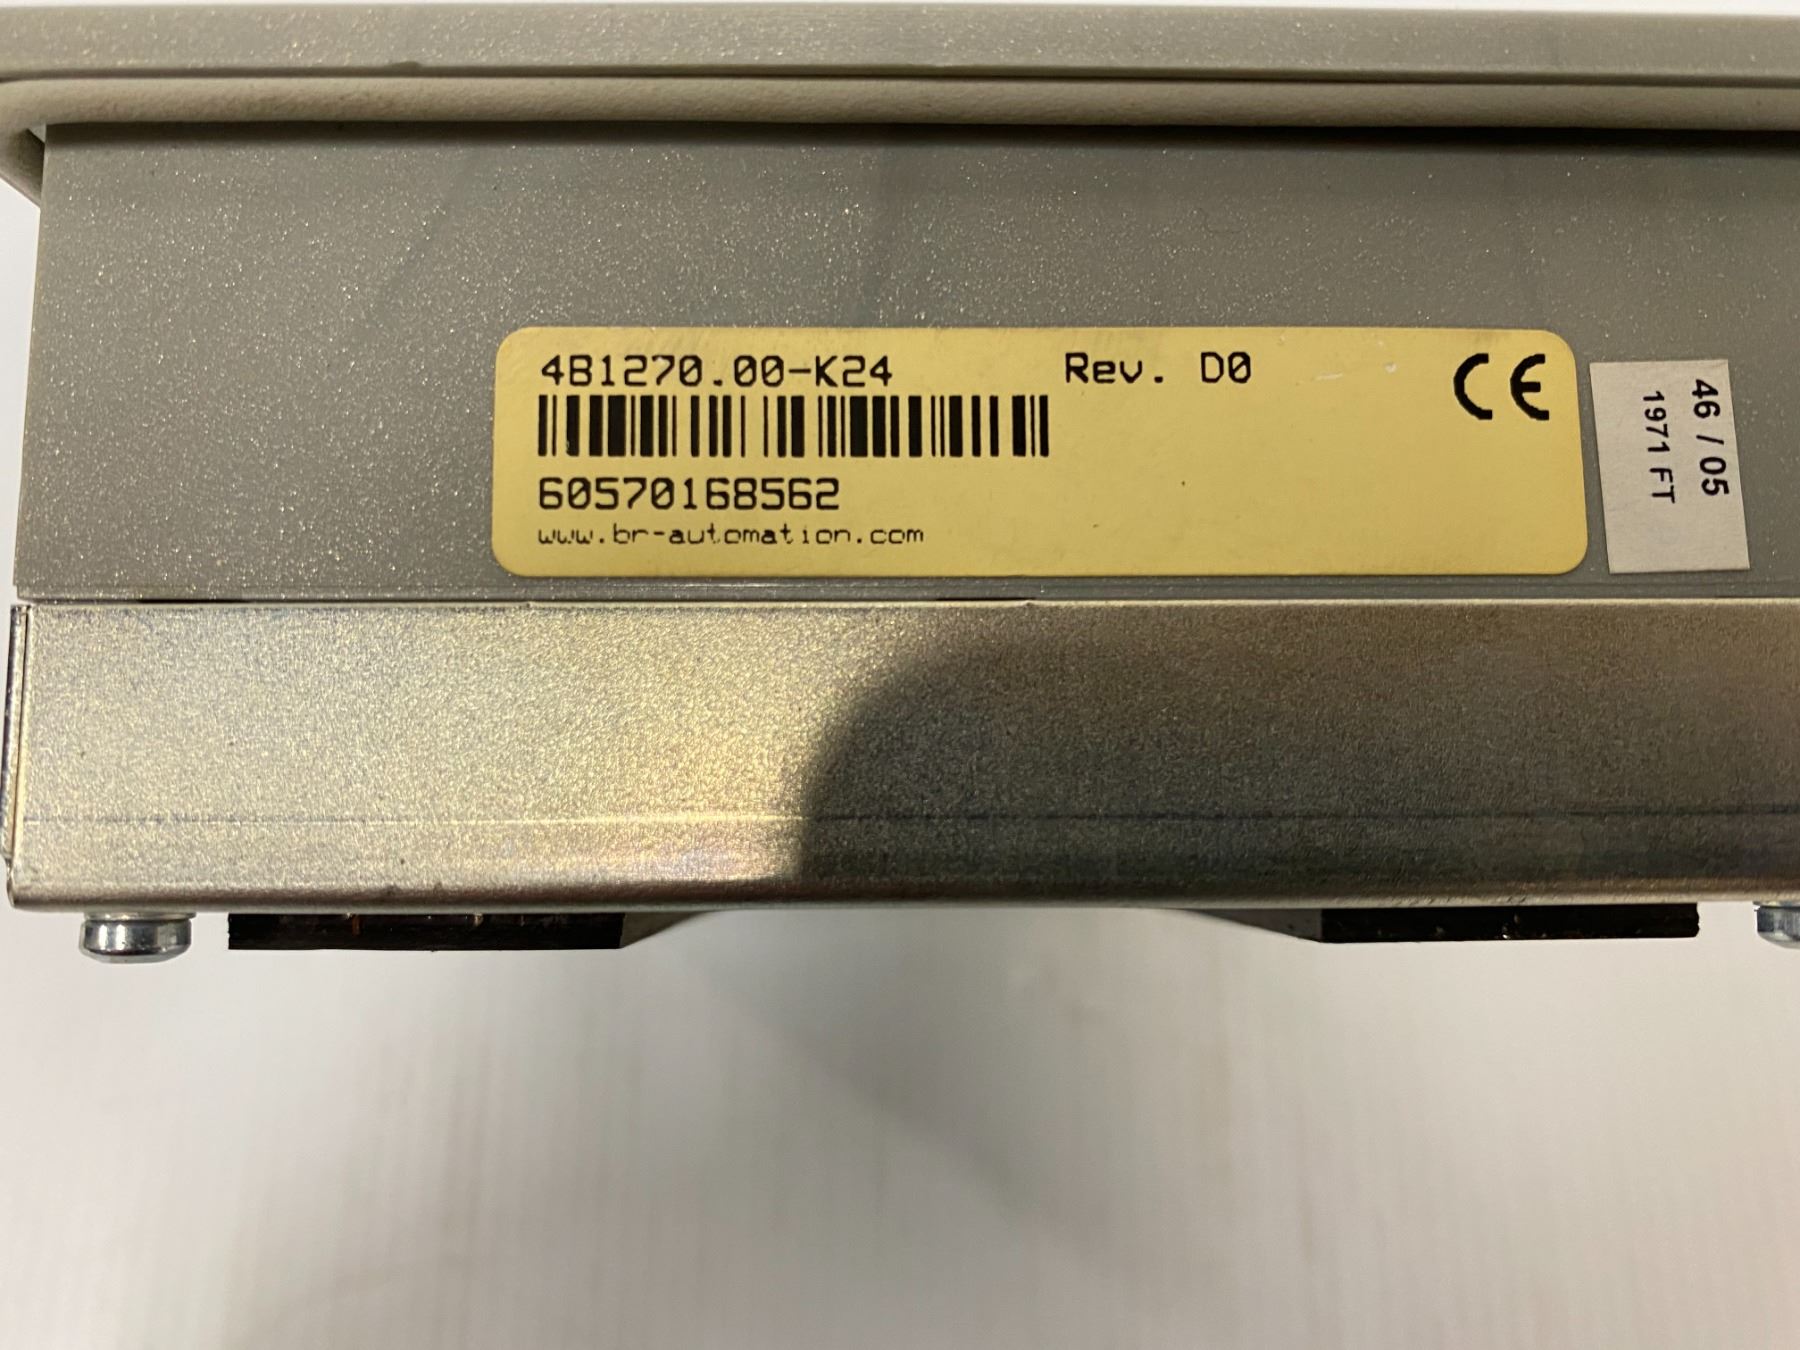 4B1270.00-K24 Rev. D0 CE
60570168562
www.br-automation.com
46 / 05
1971 FT